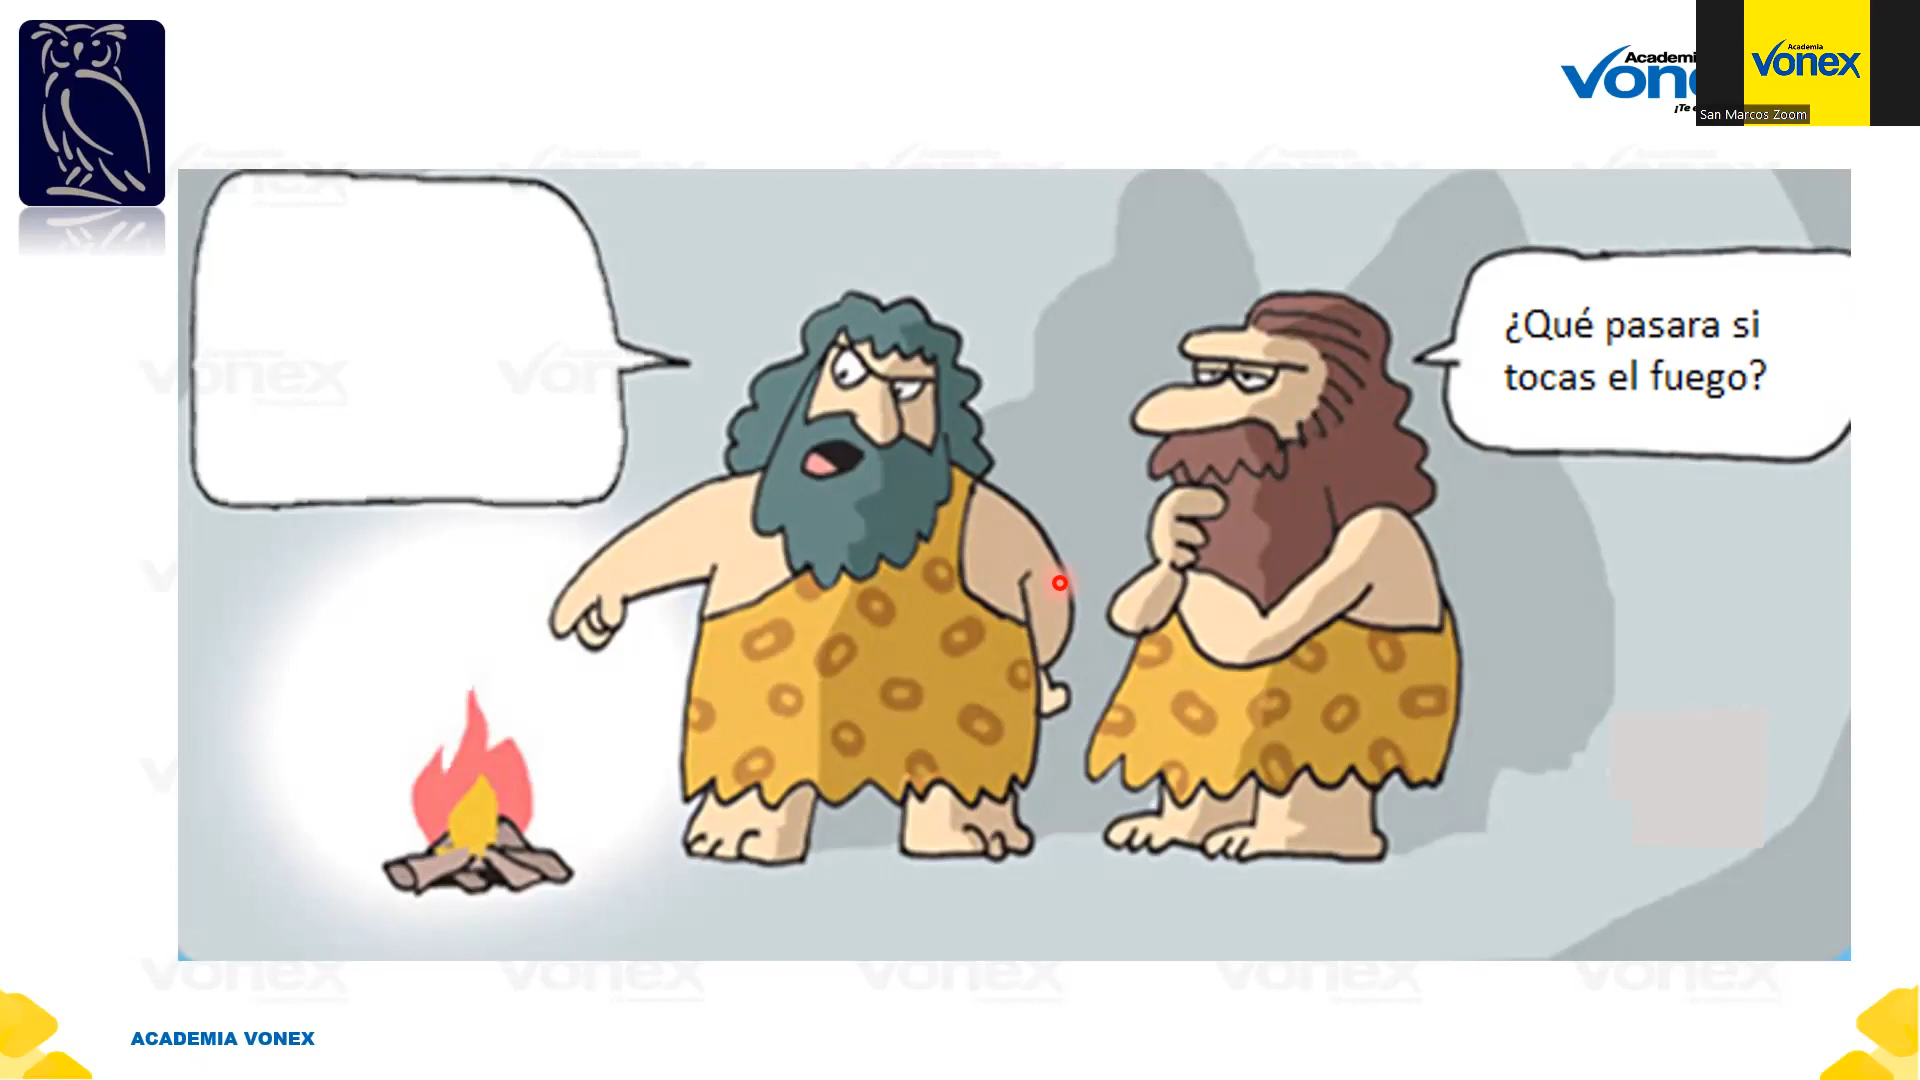 Academia
vonex
San Marcos Zoom
¿Qué pasara si
tocas el fuego?
ACADEMIA VONEX